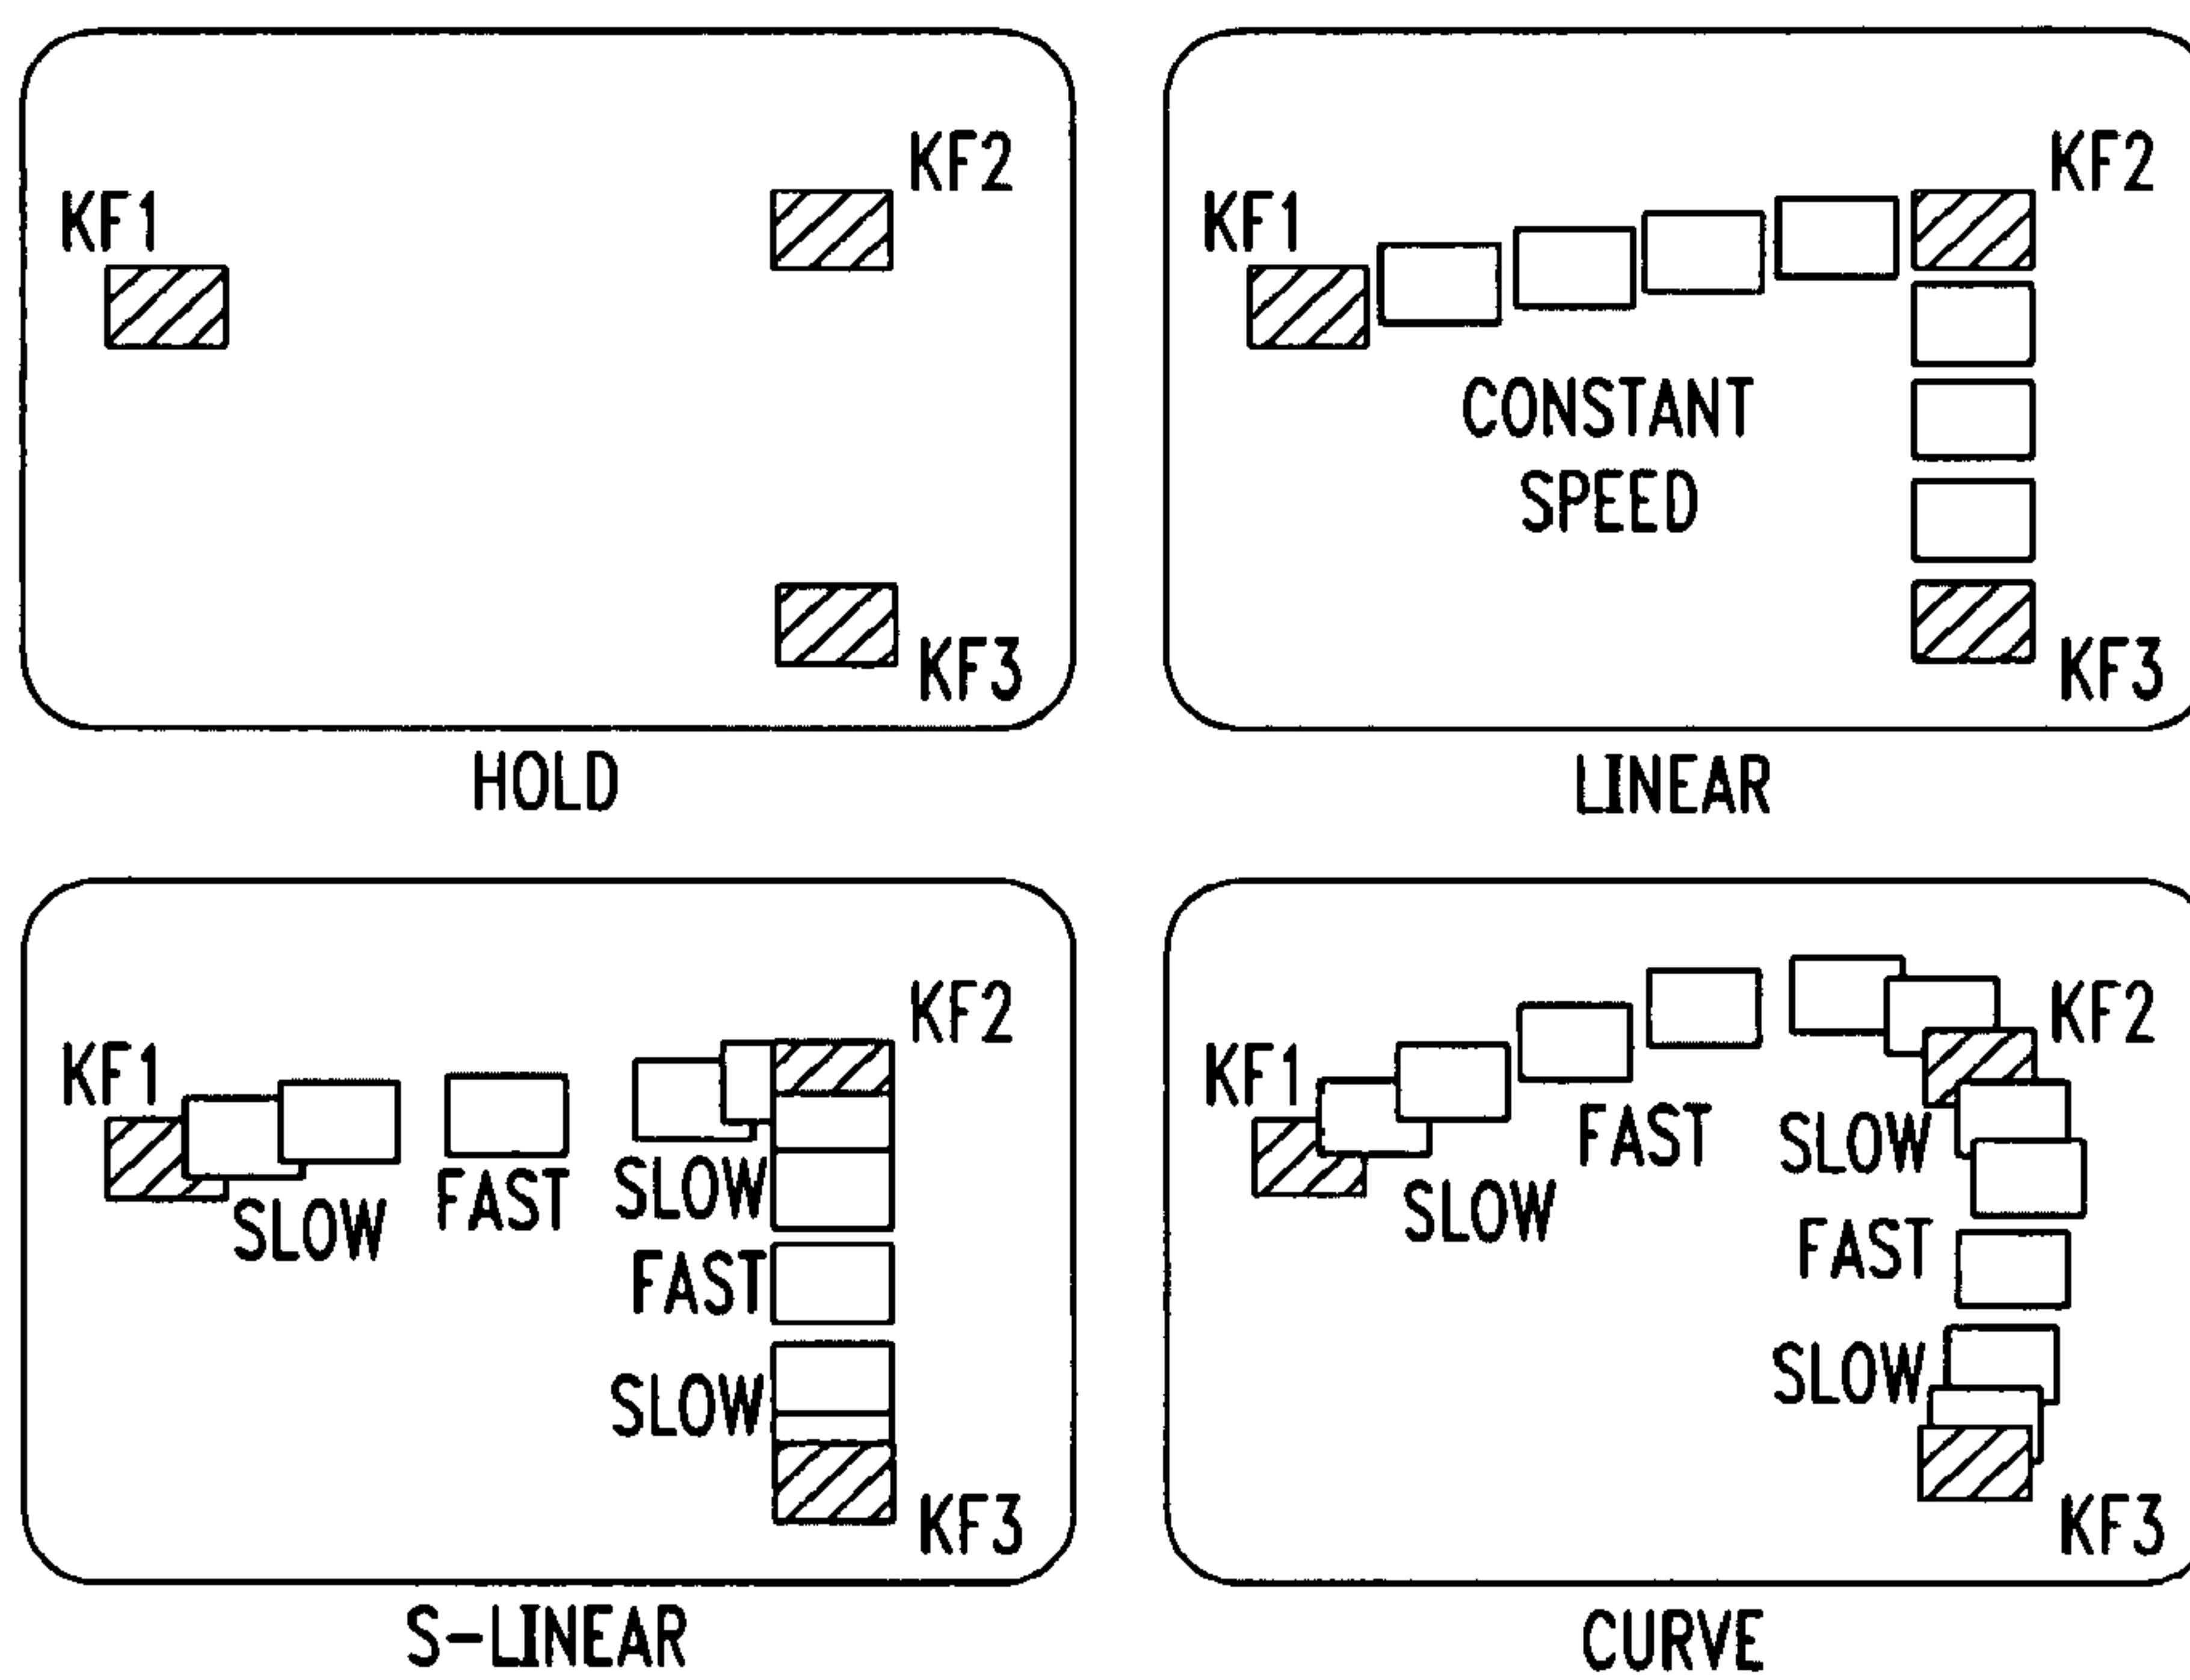 KF1
KF2
KF3
HOLD
KF1
KF2
CONSTANT
SPEED
KF3
LINEAR
KF1
KF2
SLOW
FAST
SLOW
FAST
SLOW
KF3
S-LINEAR
KF1
KF2
SLOW
FAST
SLOW
FAST
SLOW
KF3
CURVE